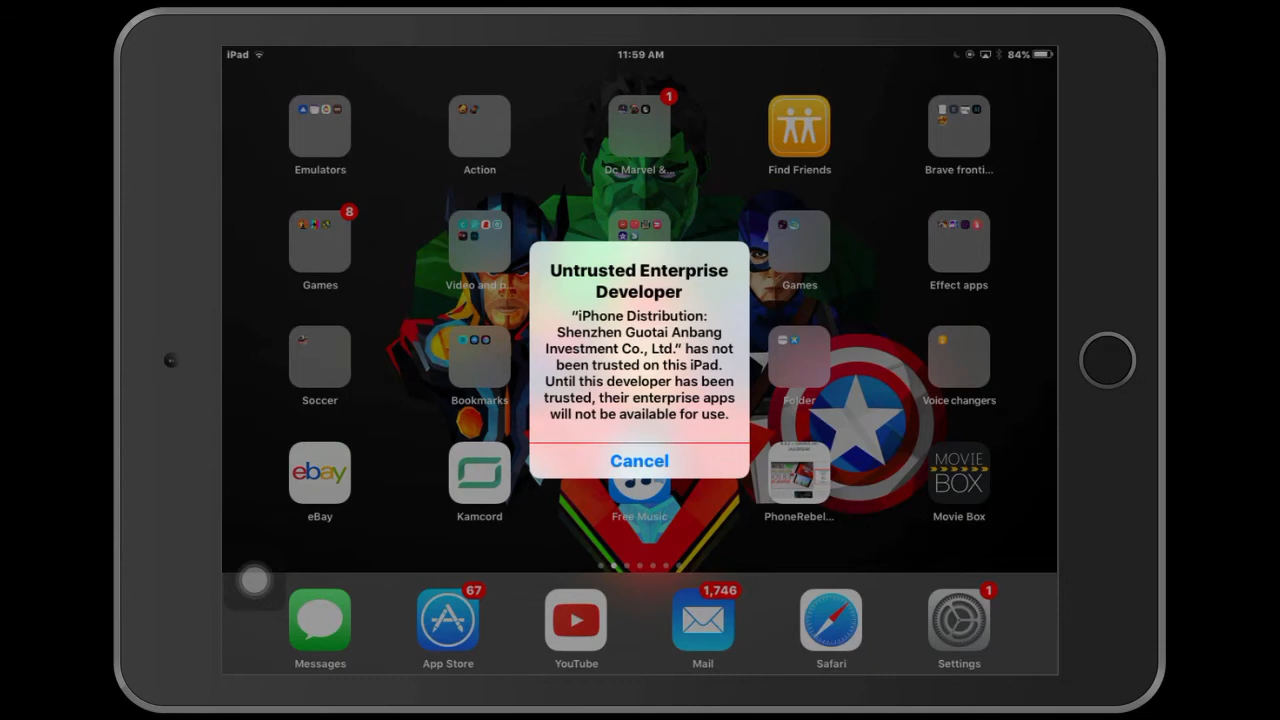 iPad
11:59 AM
84%
1
Emulators
Action
Dc Marvel &...
Find Friends
Brave fronti...
8
Games
Video and p...
Games
Effect apps
Untrusted Enterprise
Developer
"iPhone Distribution:
Shenzhen Guotai Anbang
Investment Co., Ltd." has not
been trusted on this iPad.
Until this developer has been
trusted, their enterprise apps
will not be available for use.
Cancel
Soccer
Bookmarks
Folder
Voice changers
ebay
MOVIE
BOX
eBay
Kamcord
Free Music
PhoneRebel...
Movie Box
67
1,746
1
Messages
App Store
YouTube
Mail
Safari
Settings